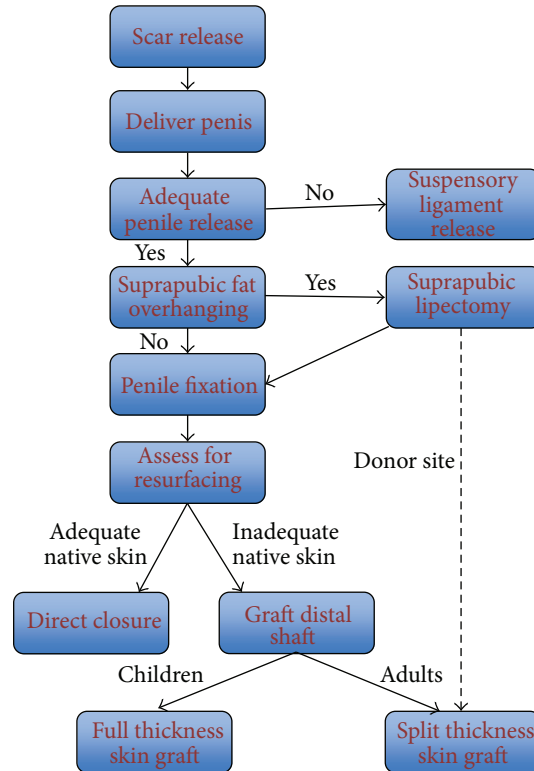 Scar release
Deliver penis
Adequate
penile release
No
Suspensory
ligament
release
Yes
Suprapubic fat
overhanging
Yes
Suprapubic
lipectomy
No
Penile fixation
Donor site
Assess for
resurfacing
Adequate
native skin
Inadequate
native skin
Direct closure
Graft distal
shaft
Children
Adults
Full thickness
skin graft
Split thickness
skin graft